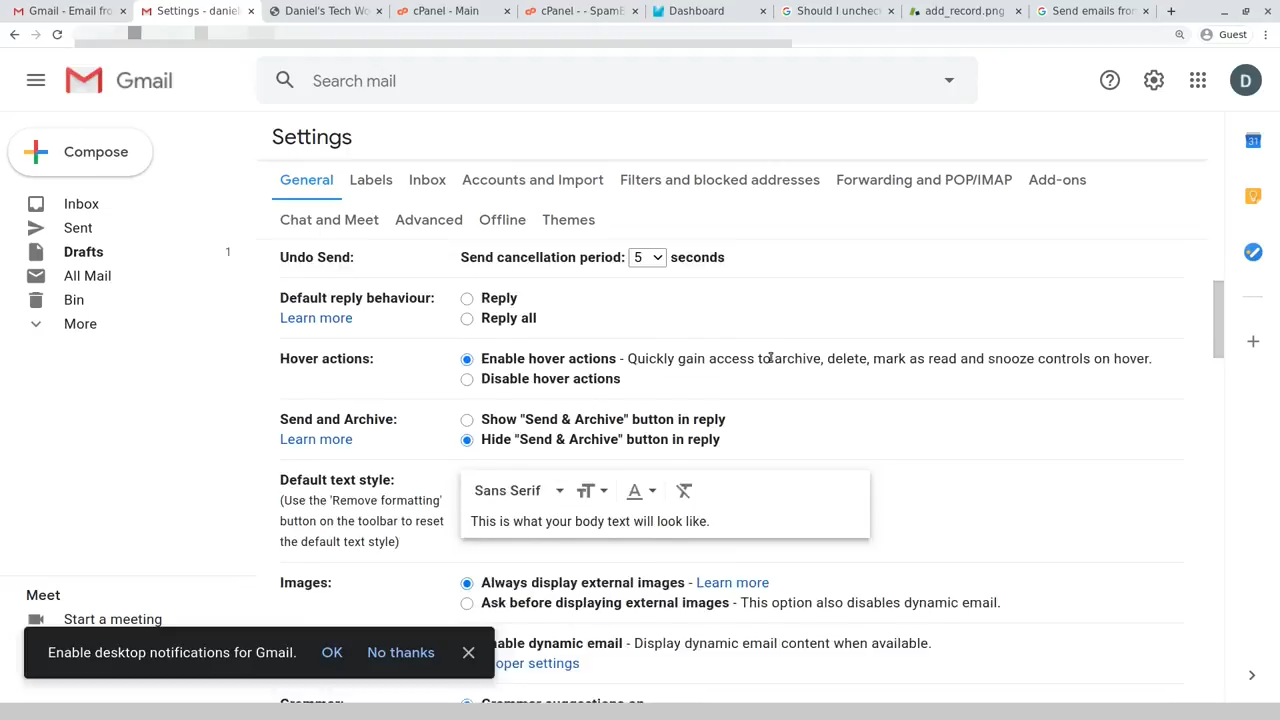 Gmail - Email fro
Settings - daniel
Daniel's Tech Wo
cPanel - Main
cPanel - - SpamE
Dashboard
Should I unchec
add_record.png
Send emails from
Guest
Gmail
Search mail
D
Settings
Compose
31
General Labels Inbox Accounts and Import Filters and blocked addresses Forwarding and POP/IMAP Add-ons
Chat and Meet Advanced Offline Themes
Inbox
Sent
Drafts 1
All Mail
Bin
More
Undo Send: Send cancellation period: 5 seconds
Default reply behaviour: Reply
Learn more Reply all
Hover actions: Enable hover actions - Quickly gain access to archive, delete, mark as read and snooze controls on hover.
Disable hover actions
Send and Archive: Show "Send & Archive" button in reply
Learn more Hide "Send & Archive" button in reply
Default text style:
(Use the 'Remove formatting'
button on the toolbar to reset
the default text style)
Sans Serif
This is what your body text will look like.
Images: Always display external images - Learn more
Ask before displaying external images - This option also disables dynamic email.
Meet
Start a meeting
Enable desktop notifications for Gmail. OK No thanks
nable dynamic email - Display dynamic email content when available.
oper settings
Grammar: Grammar suggestions on